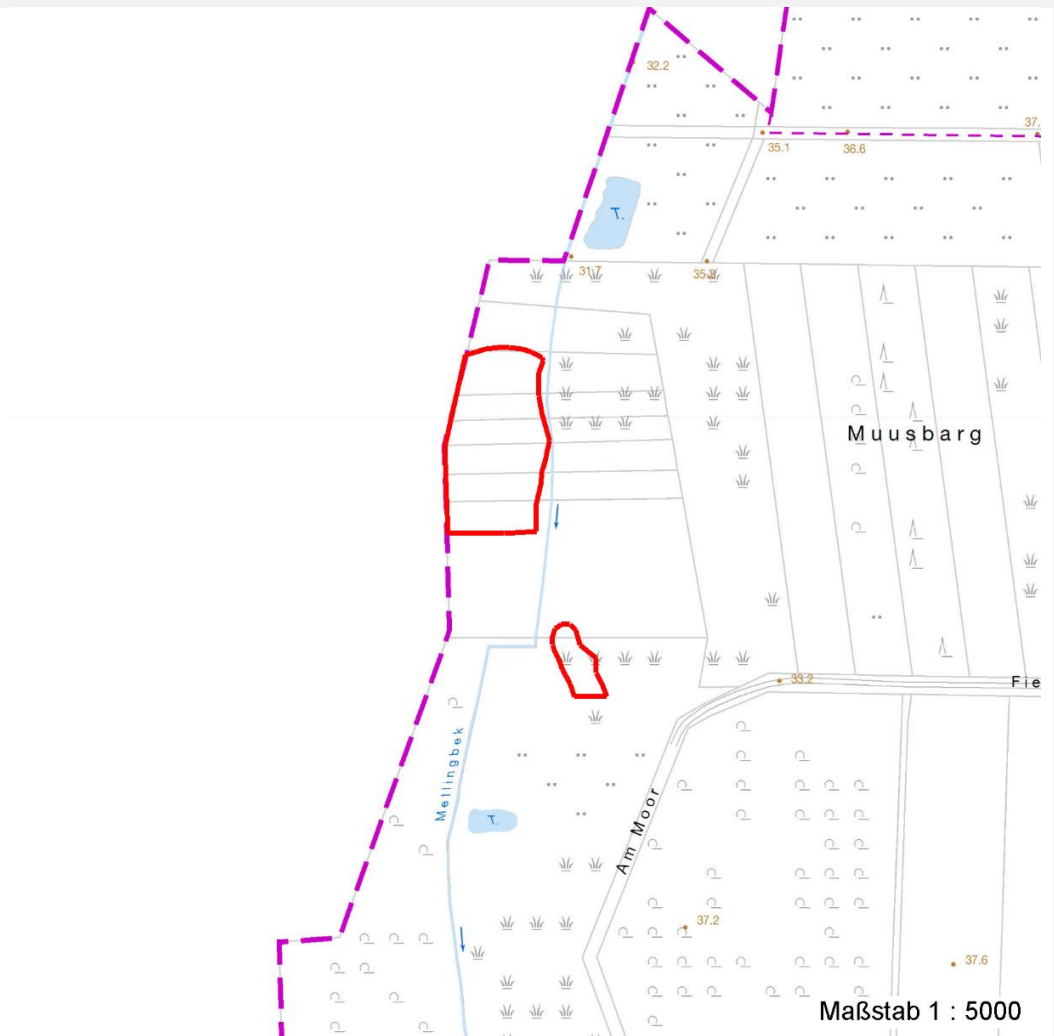 32.2
37.
35.1
36.6
T.
31.7
35.3
Muusbarg
33.2
Fie
Mellingbek
T.
Am Moor
37.2
37.6
Maßstab 1 : 5000